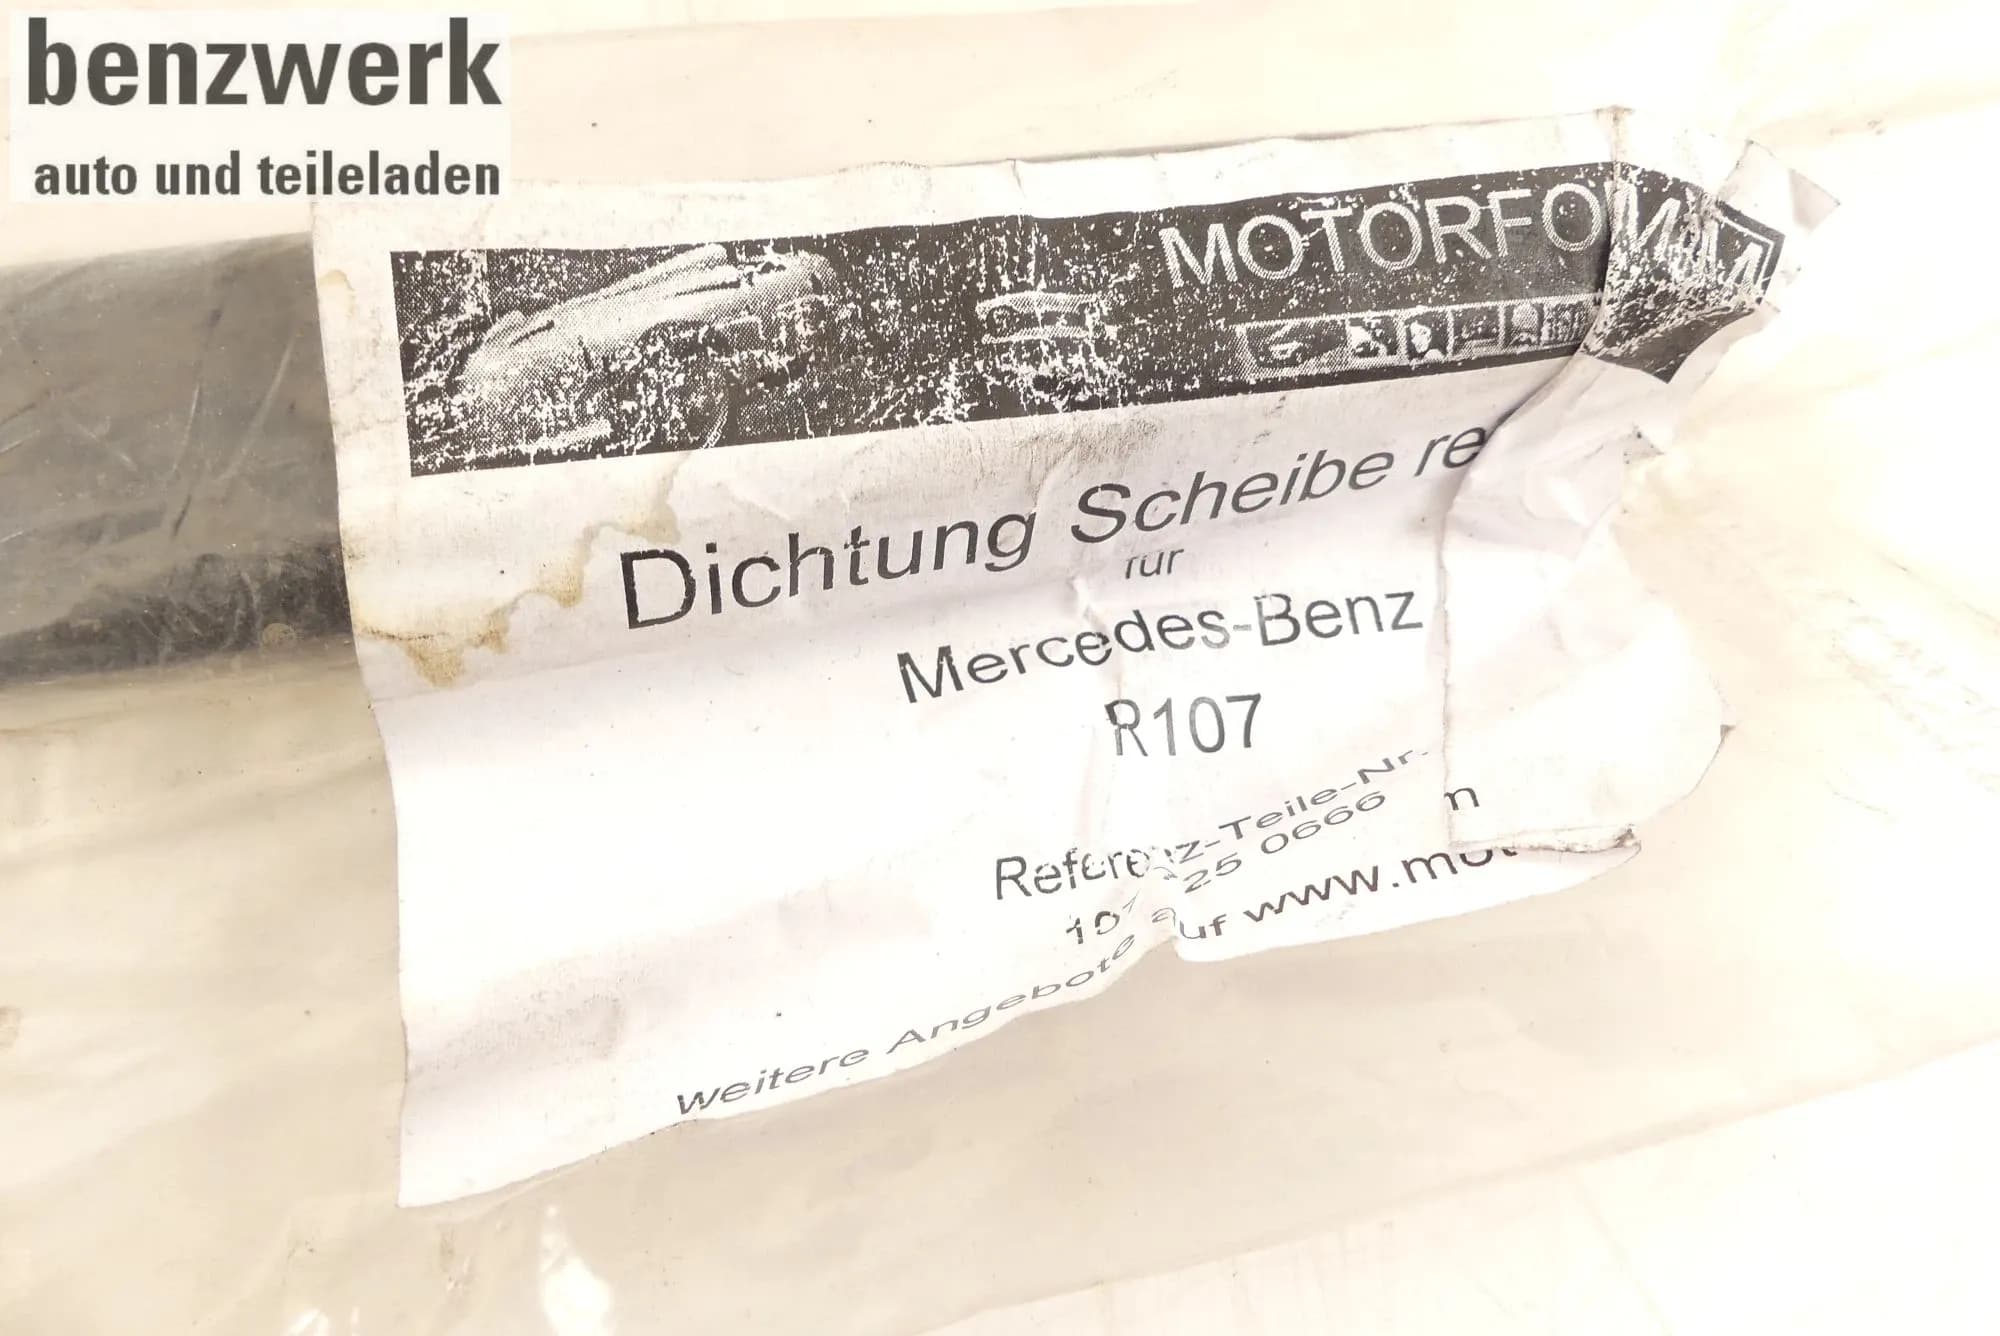 benzwerk
auto und teileladen
MOTORFO
Dichtung Scheibe re
für
Mercedes-Benz
R107
Referenz-Teile-Nr.
25 0666
weitere Angebote auf www.mot